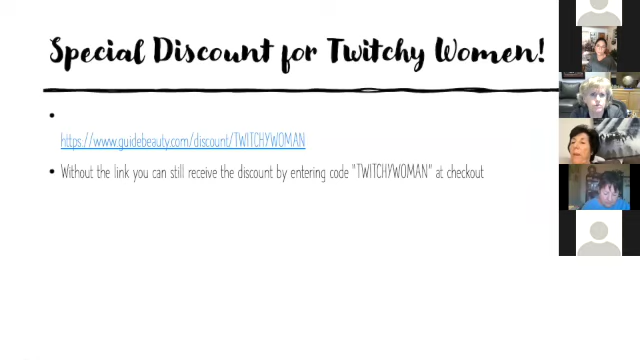 Special Discount for Twitchy Women!
https://www.guidebeauty.com/discount/TWITCHYWOMAN
Without the link you can still receive the discount by entering code "TWITCHYWOMAN" at checkout